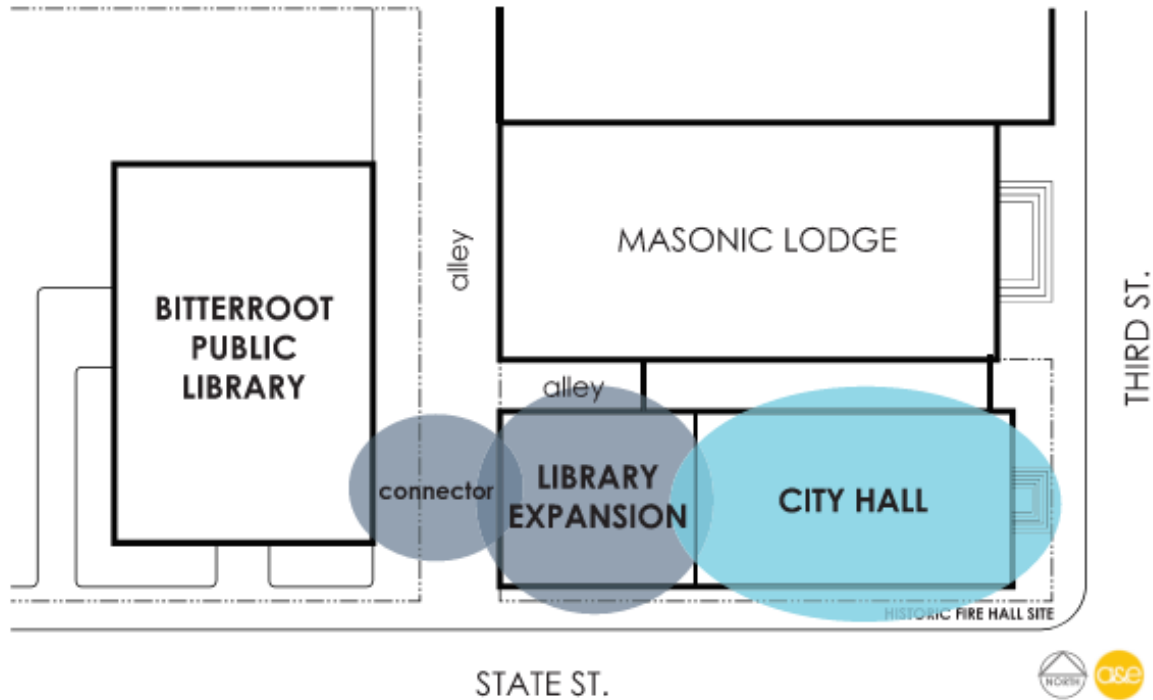 MASONIC LODGE
alley
BITTERROOT
PUBLIC
LIBRARY
THIRD ST.
alley
connector
LIBRARY
EXPANSION
CITY HALL
HISTORIC FIRE HALL SITE
STATE ST.
NORTH
a&e